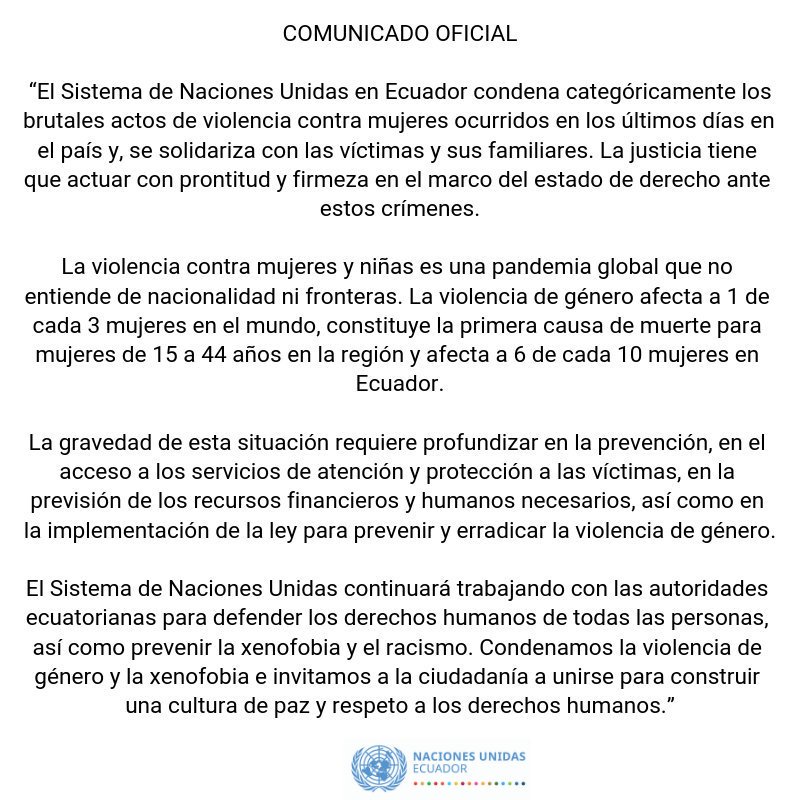 COMUNICADO OFICIAL
“El Sistema de Naciones Unidas en Ecuador condena categóricamente los
brutales actos de violencia contra mujeres ocurridos en los últimos días en
el país y, se solidariza con las víctimas y sus familiares. La justicia tiene
que actuar con prontitud y firmeza en el marco del estado de derecho ante
estos crímenes.
La violencia contra mujeres y niñas es una pandemia global que no
entiende de nacionalidad ni fronteras. La violencia de género afecta a 1 de
cada 3 mujeres en el mundo, constituye la primera causa de muerte para
mujeres de 15 a 44 años en la región y afecta a 6 de cada 10 mujeres en
Ecuador.
La gravedad de esta situación requiere profundizar en la prevención, en el
acceso a los servicios de atención y protección a las víctimas, en la
previsión de los recursos financieros y humanos necesarios, así como en
la implementación de la ley para prevenir y erradicar la violencia de género.
El Sistema de Naciones Unidas continuará trabajando con las autoridades
ecuatorianas para defender los derechos humanos de todas las personas,
así como prevenir la xenofobia y el racismo. Condenamos la violencia de
género y la xenofobia e invitamos a la ciudadanía a unirse para construir
una cultura de paz y respeto a los derechos humanos.”
NACIONES UNIDAS
ECUADOR